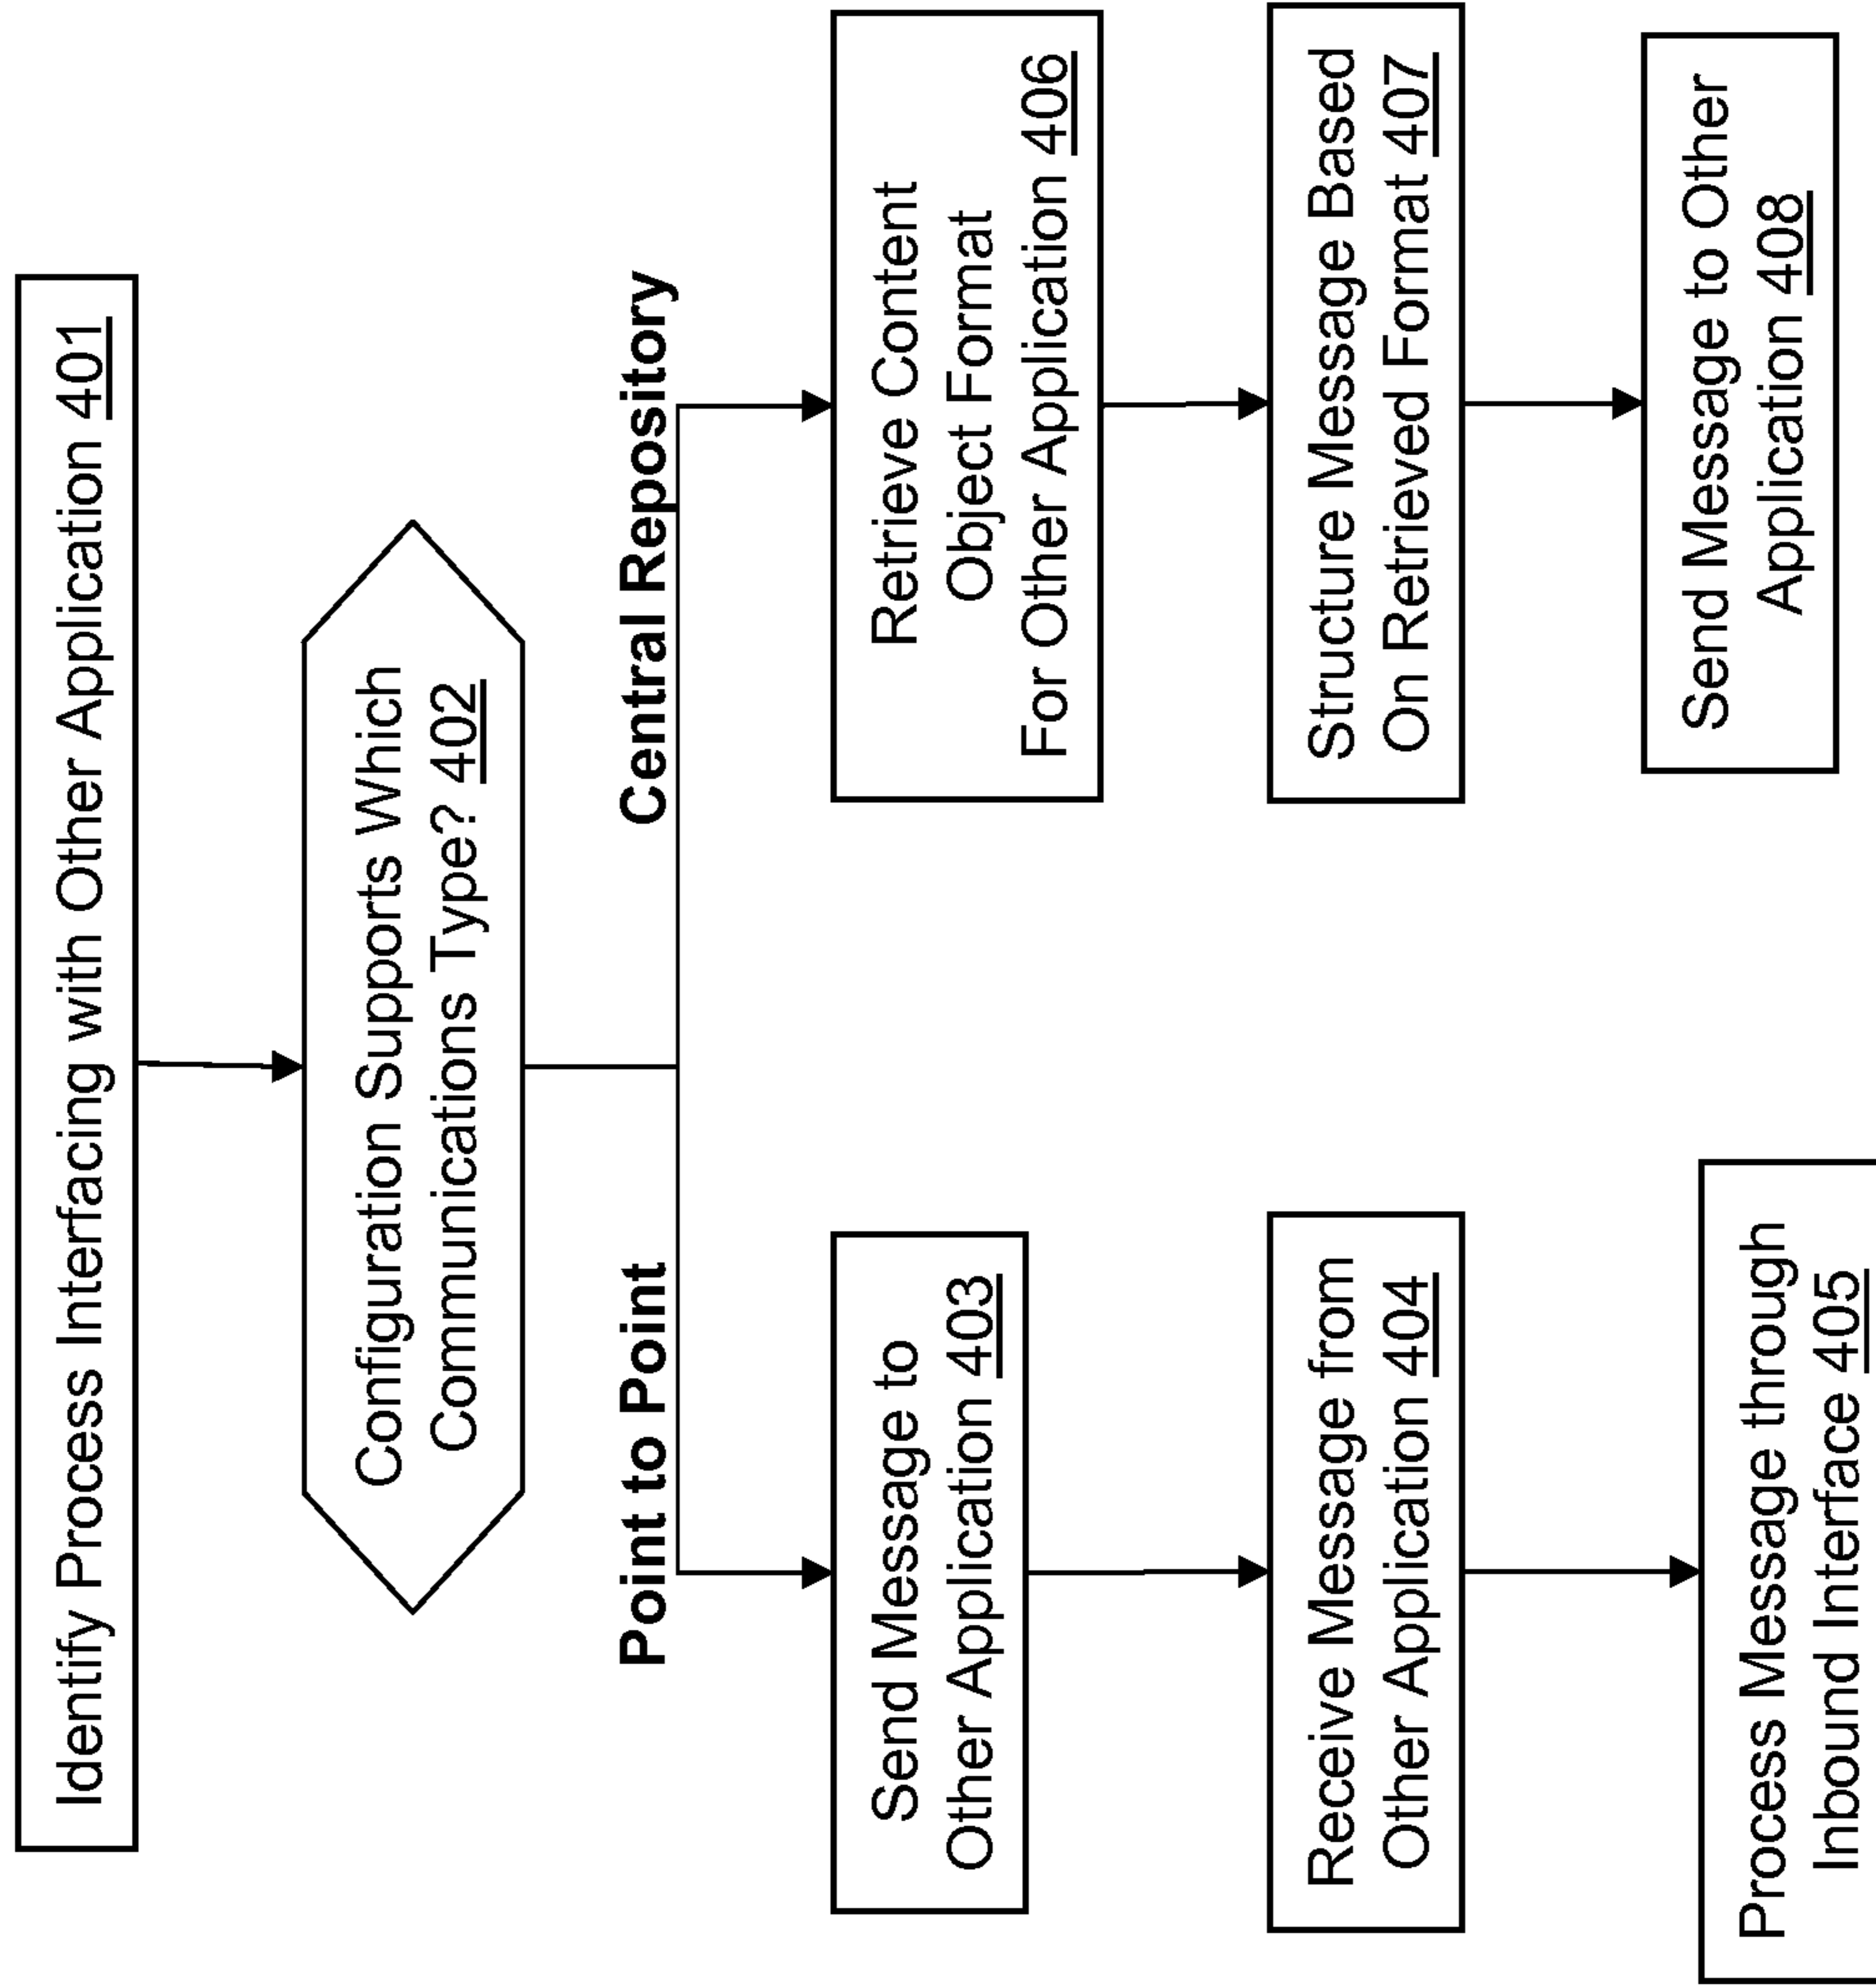 Identify Process Interfacing with Other Application 401
Configuration Supports Which
Communications Type? 402
Point to Point
Central Repository
Send Message to
Other Application 403
Receive Message from
Other Application 404
Process Message through
Inbound Interface 405
Retrieve Content
Object Format
For Other Application 406
Structure Message Based
On Retrieved Format 407
Send Message to Other
Application 408